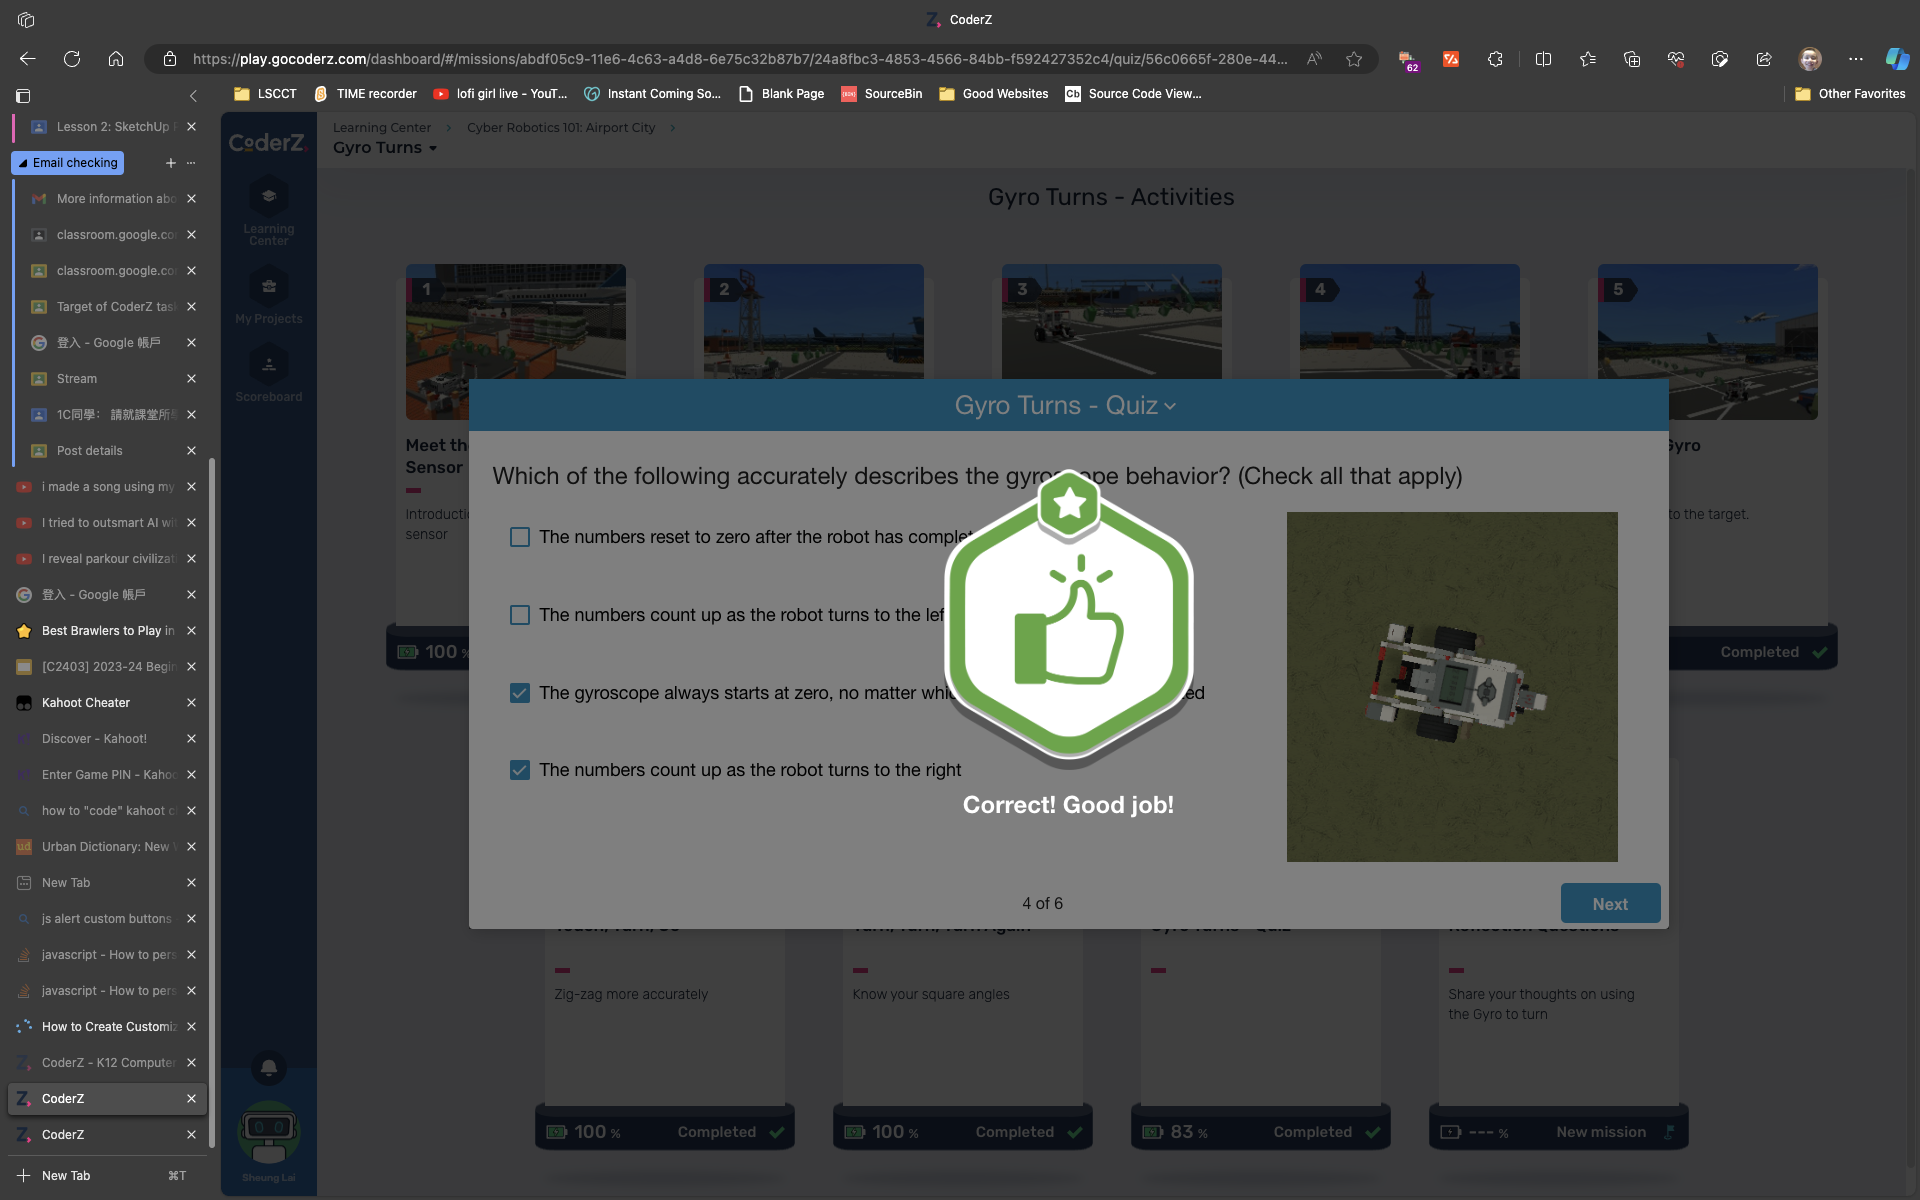 CoderZ
https://play.gocoderz.com/dashboard/#/missions/abdf05c9-11e6-4c63-a4d8-6e75c32b87b7/24a8fbc3-4853-4566-84bb-f592427352c4/quiz/56c0665f-280e-44...
62
LSCCT
TIME recorder
lofi girl live - YouT...
Instant Coming So...
Blank Page
SourceBin
Good Websites
Source Code View...
Other Favorites
Lesson 2: SketchUp
Email checking
More information abo
classroom.google.co
classroom.google.co
Target of CoderZ tas
登入 - Google 帳戶
Stream
1C同學： 請就課堂所
Post details
i made a song using my
I tried to outsmart AI wi
I reveal parkour civilizat
登入 - Google 帳戶
Best Brawlers to Play in
[C2403] 2023-24 Begi
Kahoot Cheater
Discover - Kahoot!
Enter Game PIN - Kaho
how to "code" kahoot c
Urban Dictionary: New
New Tab
js alert custom buttons
javascript - How to pers
javascript - How to pers
How to Create Customiz
CoderZ - K12 Computer
CoderZ
CoderZ
New Tab ⌘T
CoderZ
Learning Center
My Projects
Scoreboard
Sheung Lai
Learning Center > Cyber Robotics 101: Airport City >
Gyro Turns
Gyro Turns - Activities
1
2
3
4
5
Meet th
Sensor
Introducti
sensor
100 %
Gyro
to the target.
Completed
Gyro Turns - Quiz
Which of the following accurately describes the gyroscope behavior? (Check all that apply)
The numbers reset to zero after the robot has complet
The numbers count up as the robot turns to the lef
The gyroscope always starts at zero, no matter whi
ed
The numbers count up as the robot turns to the right
Correct! Good job!
4 of 6
Next
Touch, Turn, Go
Zig-zag more accurately
100 % Completed
Turn, Turn, Turn Again
Know your square angles
100 % Completed
Gyro Turns - Quiz
83 % Completed
Reflection Questions
Share your thoughts on using
the Gyro to turn
--- % New mission